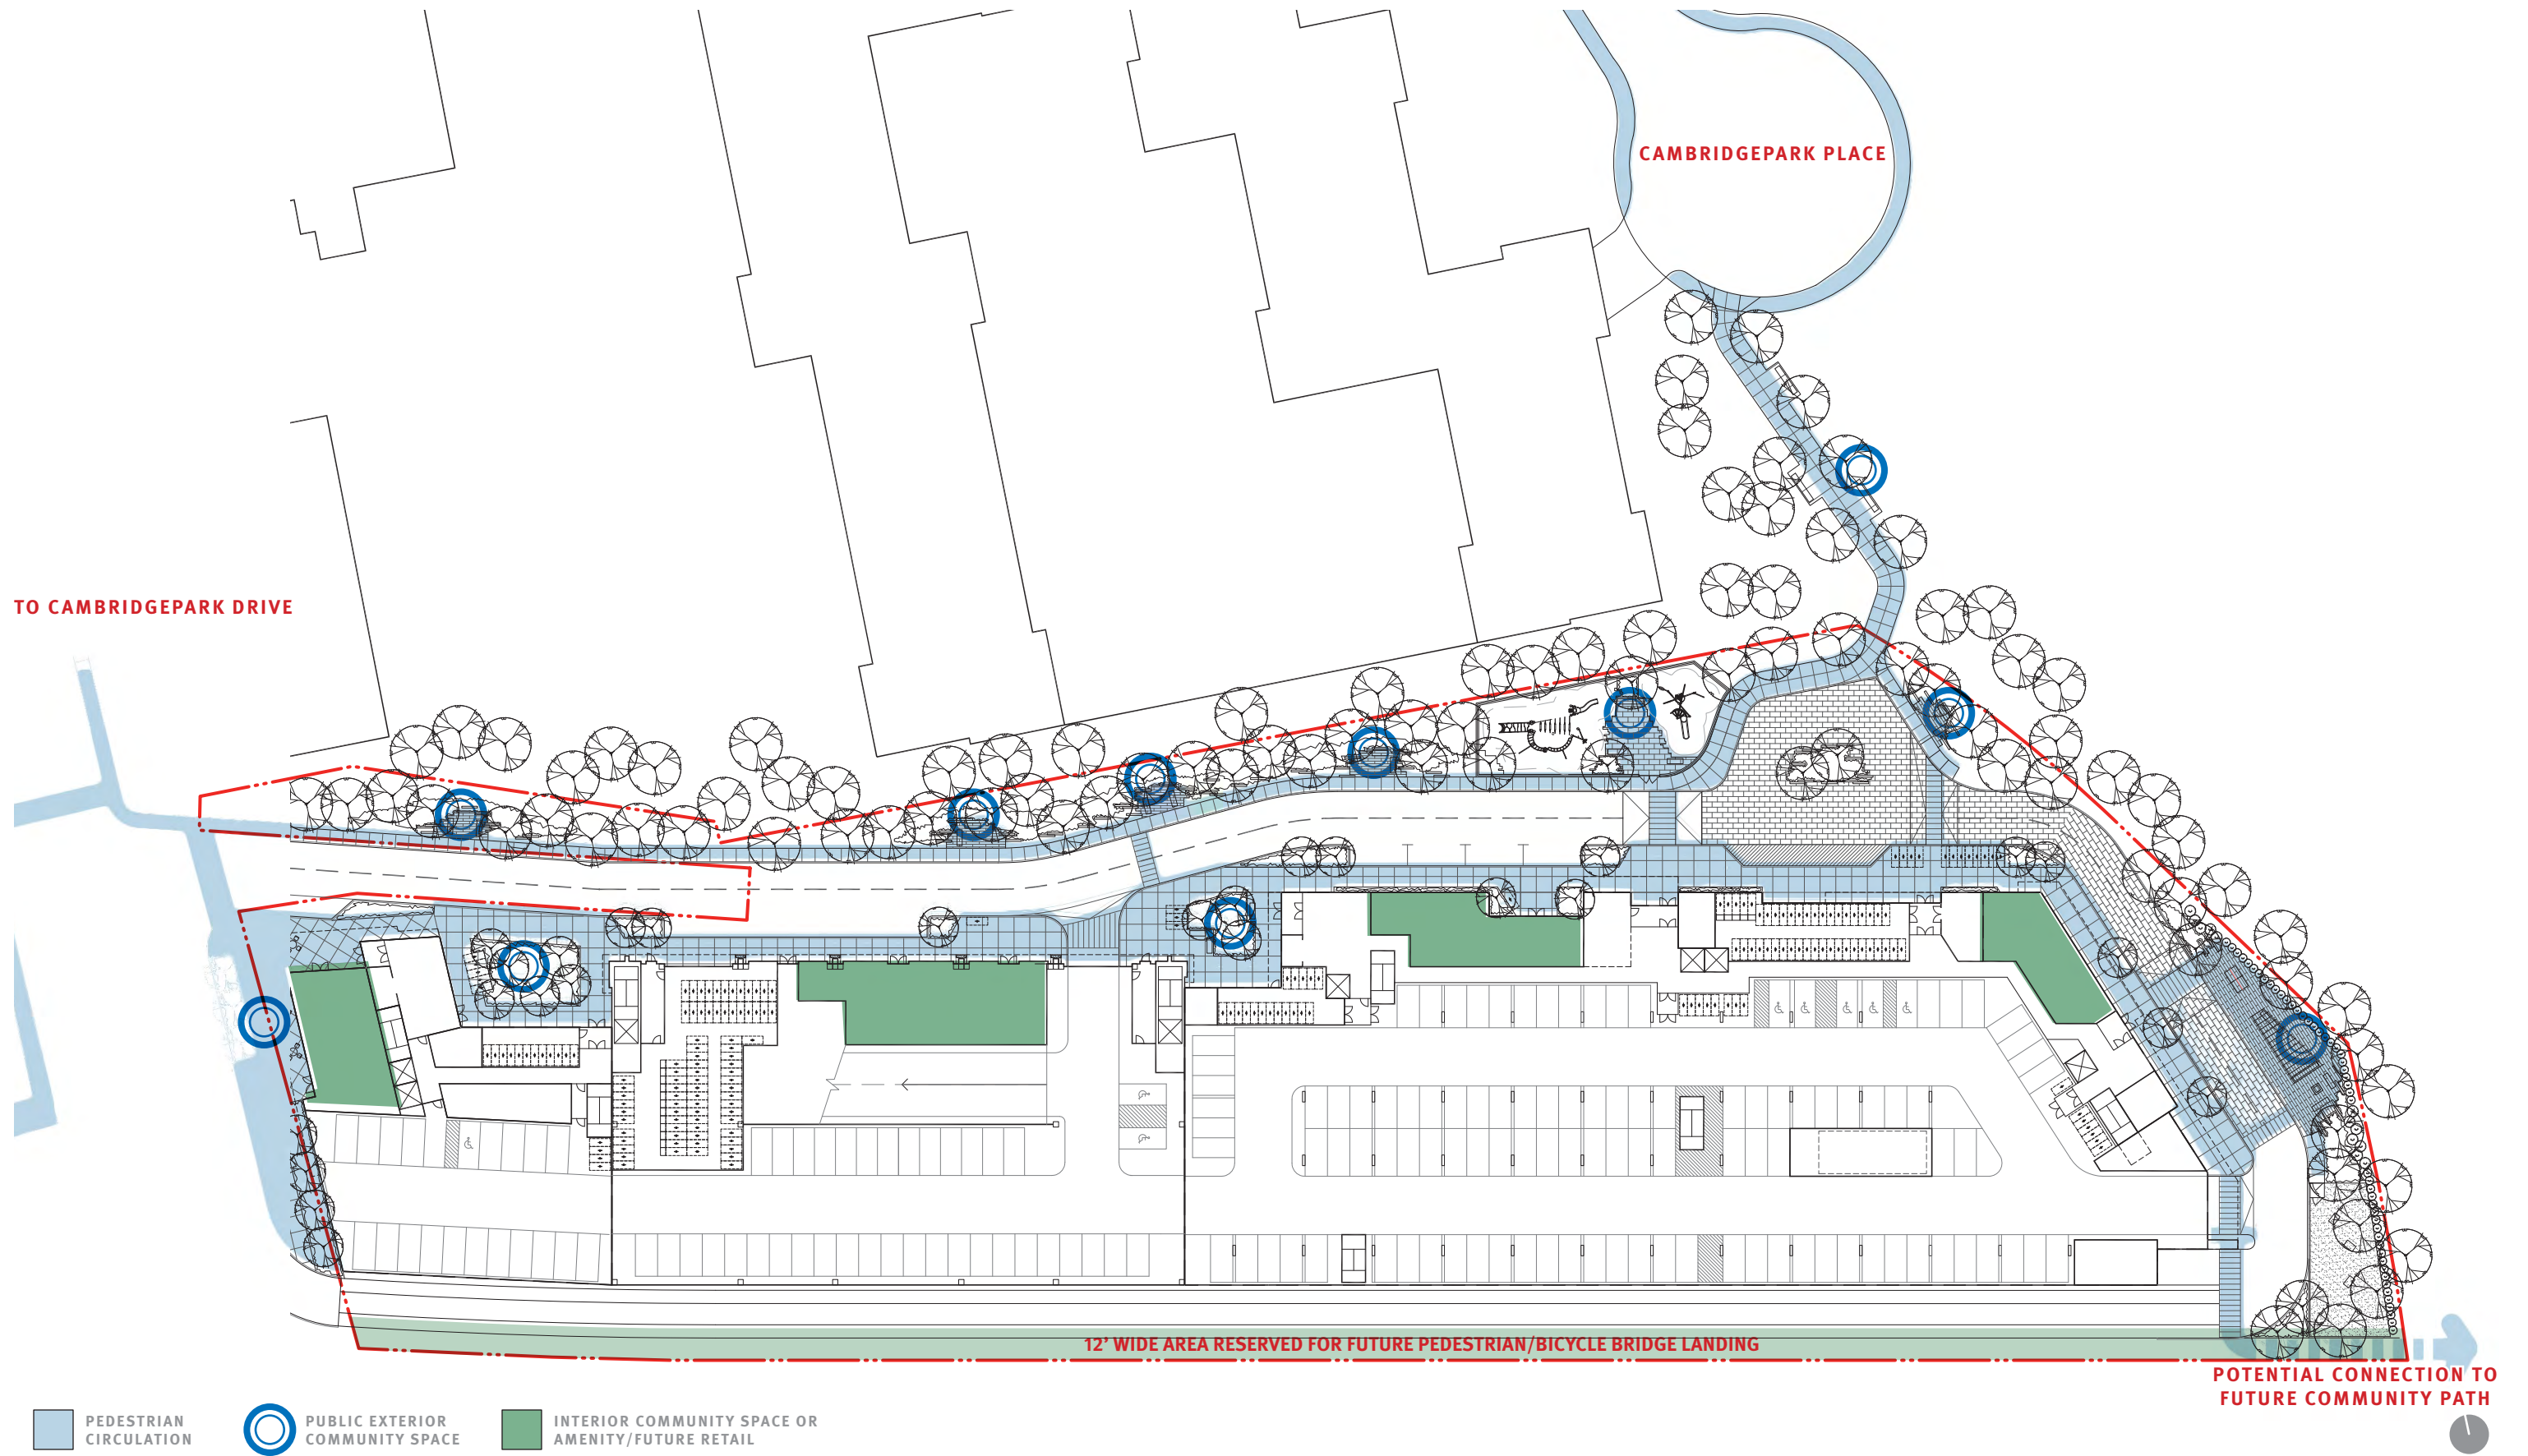 CAMBRIDGEPARK PLACE
TO CAMBRIDGEPARK DRIVE
12’ WIDE AREA RESERVED FOR FUTURE PEDESTRIAN/BICYCLE BRIDGE LANDING
POTENTIAL CONNECTION TO
FUTURE COMMUNITY PATH
PEDESTRIAN
CIRCULATION
PUBLIC EXTERIOR
COMMUNITY SPACE
INTERIOR COMMUNITY SPACE OR
AMENITY/FUTURE RETAIL